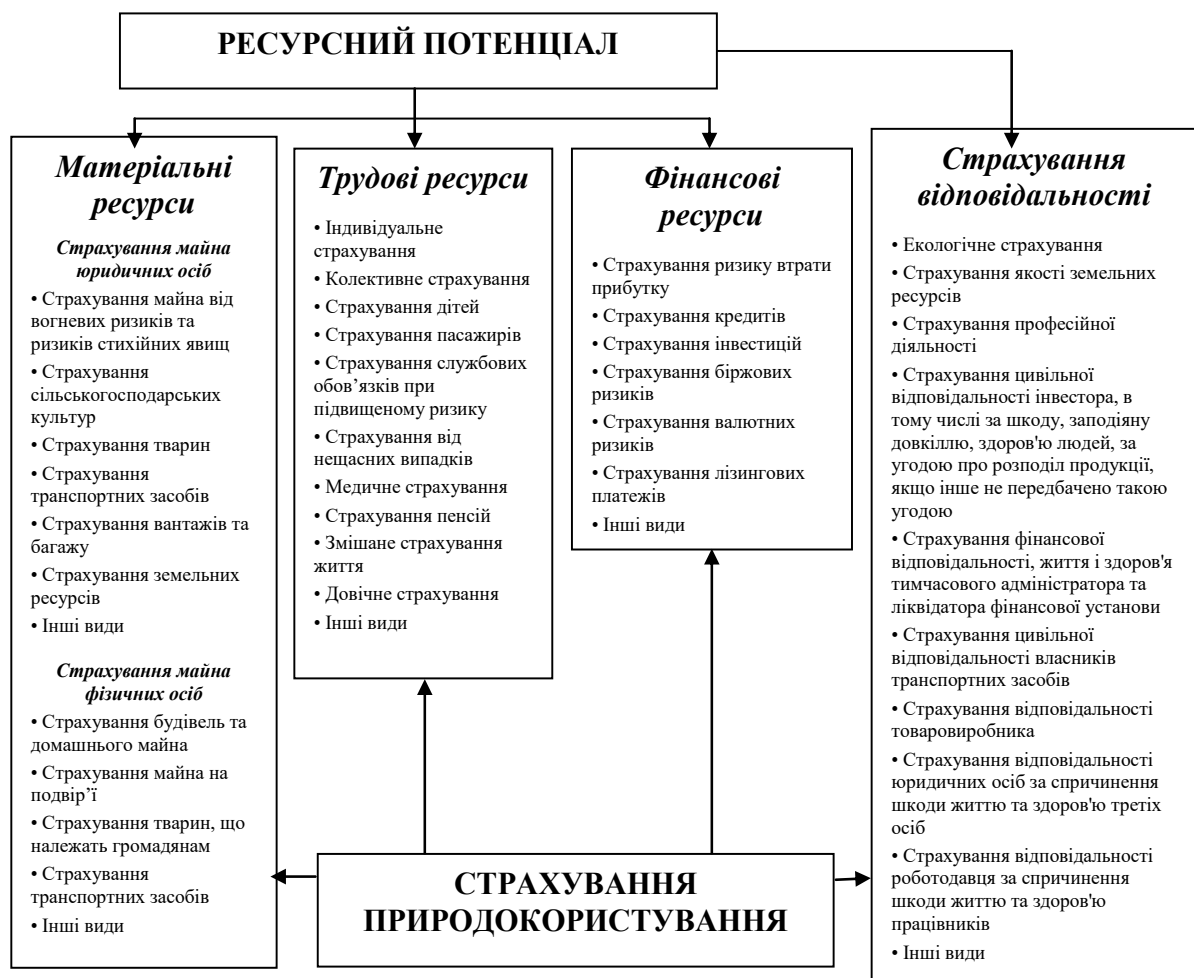 РЕСУРСНИЙ ПОТЕНЦІАЛ
Матеріальні
ресурси
Страхування майна
юридичних осіб
• Страхування майна від
вогневих ризиків та
ризиків стихійних явищ
• Страхування
сільськогосподарських
культур
• Страхування тварин
• Страхування
транспортних засобів
• Страхування вантажів та
багажу
• Страхування земельних
ресурсів
• Інші види
Страхування майна
фізичних осіб
• Страхування будівель та
домашнього майна
• Страхування майна на
подвір’ї
• Страхування тварин, що
належать громадянам
• Страхування
транспортних засобів
• Інші види
Трудові ресурси
• Індивідуальне
страхування
• Колективне страхування
• Страхування дітей
• Страхування пасажирів
• Страхування службових
обов’язків при
підвищеному ризику
• Страхування від
нещасних випадків
• Медичне страхування
• Страхування пенсій
• Змішане страхування
життя
• Довічне страхування
• Інші види
Фінансові
ресурси
• Страхування ризику втрати
прибутку
• Страхування кредитів
• Страхування інвестицій
• Страхування біржових
ризиків
• Страхування валютних
ризиків
• Страхування лізингових
платежів
• Інші види
Страхування
відповідальності
• Екологічне страхування
• Страхування якості земельних
ресурсів
• Страхування професійної
діяльності
• Страхування цивільної
відповідальності інвестора, в
тому числі за шкоду, заподіяну
довкіллю, здоров'ю людей, за
угодою про розподіл продукції,
якщо інше не передбачено такою
угодою
• Страхування фінансової
відповідальності, життя і здоров'я
тимчасового адміністратора та
ліквідатора фінансової установи
• Страхування цивільної
відповідальності власників
транспортних засобів
• Страхування відповідальності
товаровиробника
• Страхування відповідальності
юридичних осіб за спричинення
шкоди життю та здоров'ю третіх
осіб
• Страхування відповідальності
роботодавця за спричинення
шкоди життю та здоров'ю
працівників
• Інші види
СТРАХУВАННЯ
ПРИРОДОКОРИСТУВАННЯ